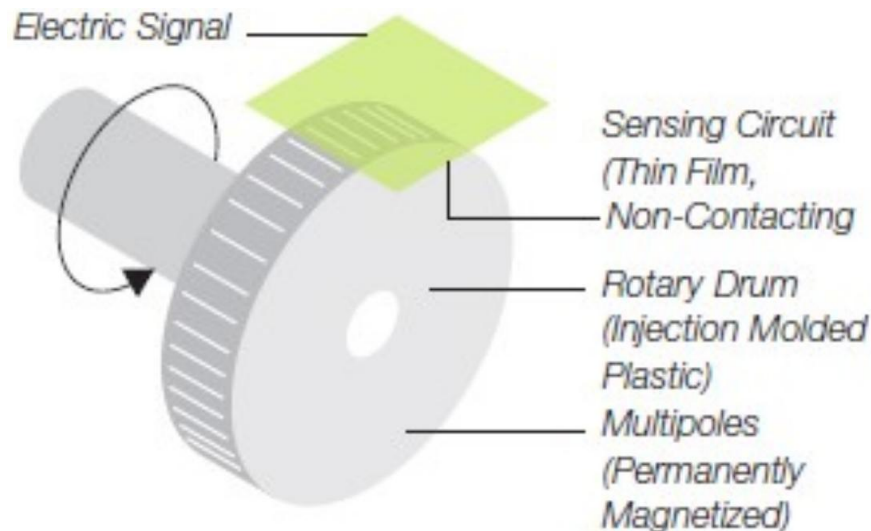 Electric Signal
Sensing Circuit
(Thin Film,
Non-Contacting
Rotary Drum
(Injection Molded
Plastic)
Multipoles
(Permanently
Magnetized)